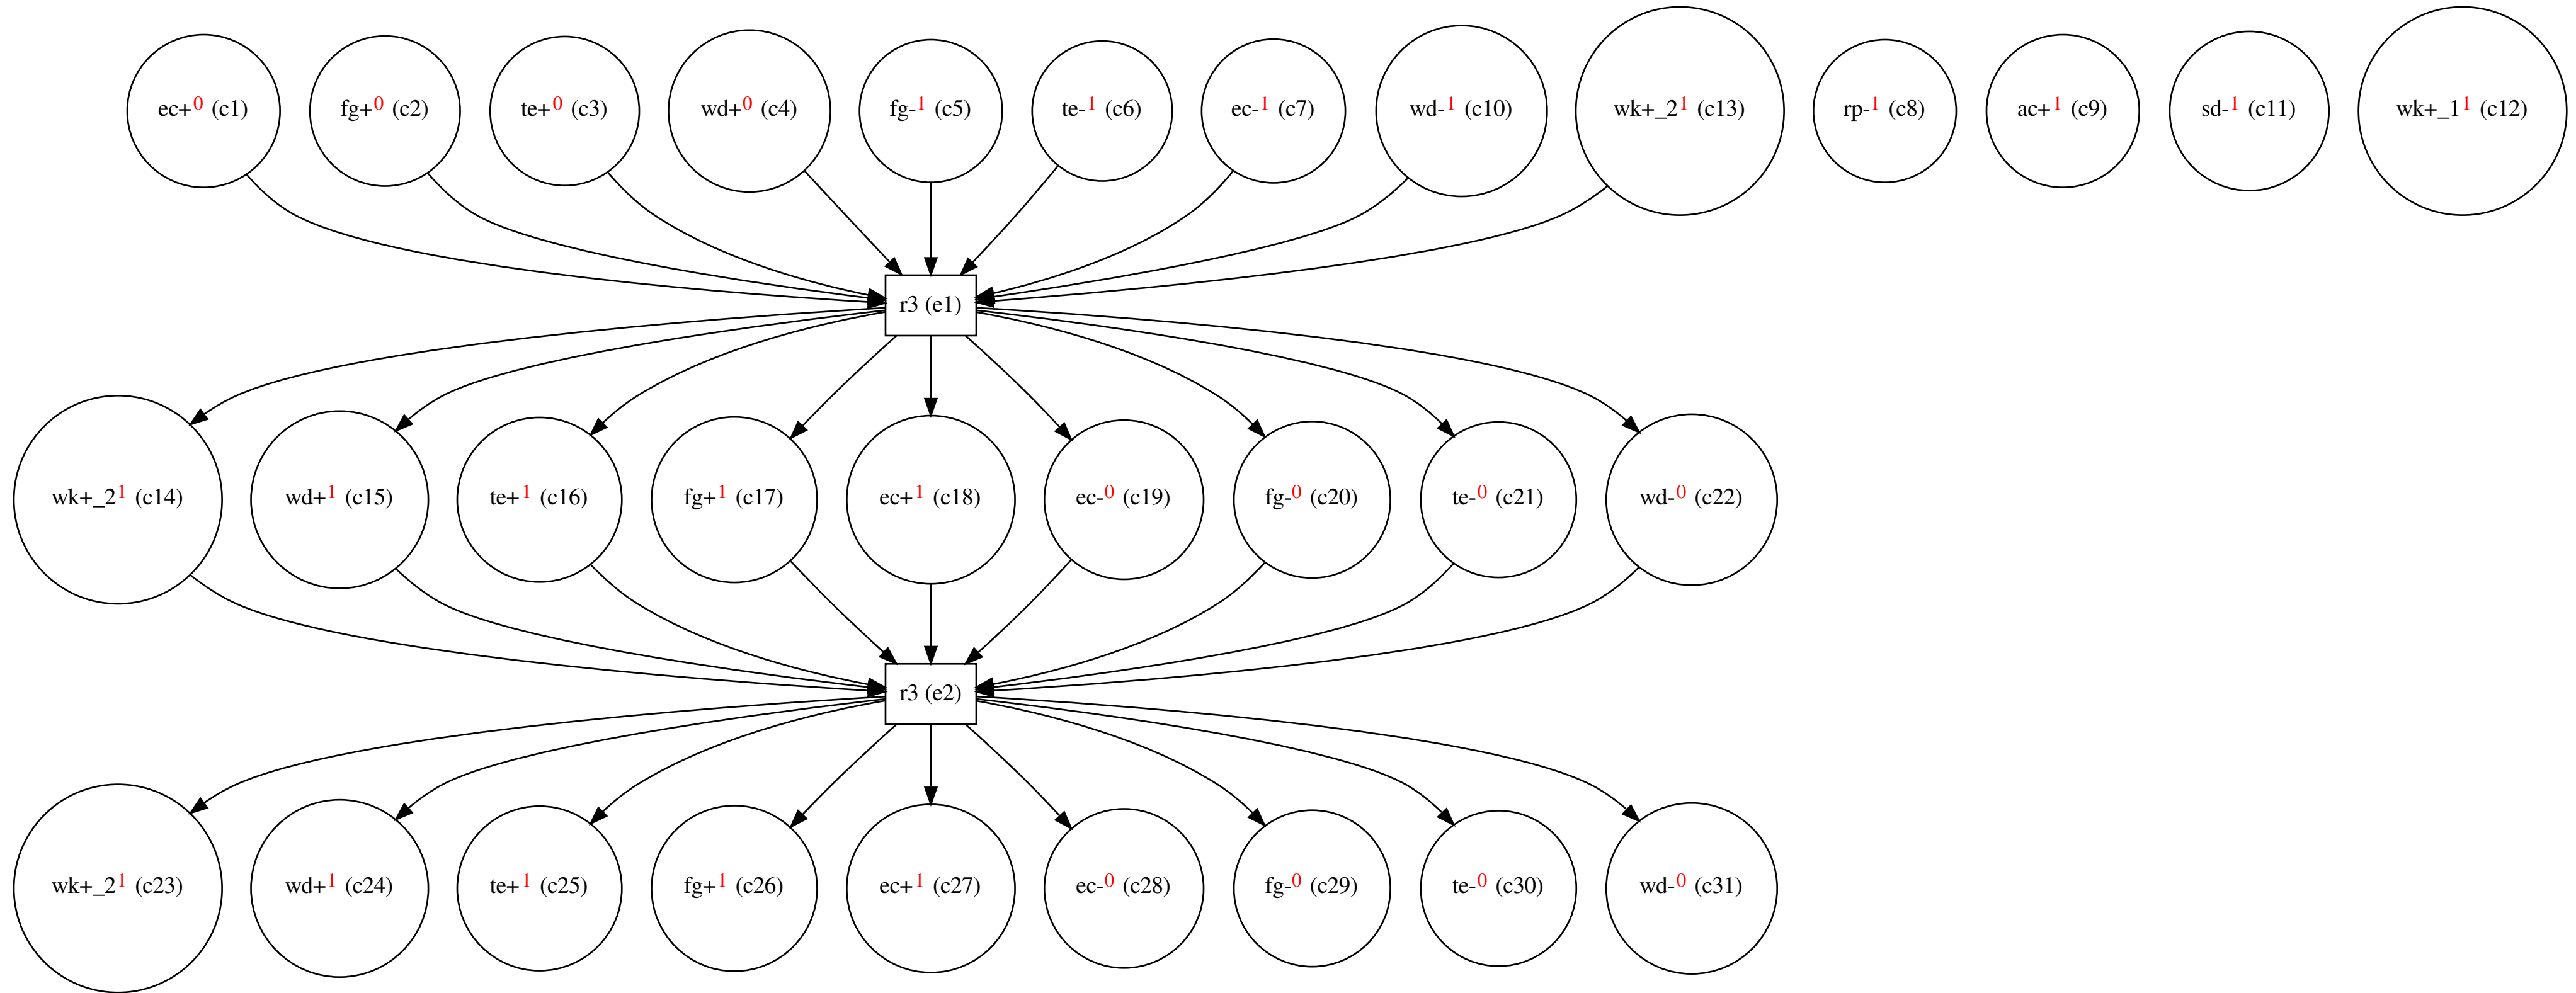 ec+0 (c1)
fg+0 (c2)
te+0 (c3)
wd+0 (c4)
fg-1 (c5)
te-1 (c6)
ec-1 (c7)
wd-1 (c10)
wk+_21 (c13)
rp-1 (c8)
ac+1 (c9)
sd-1 (c11)
wk+_11 (c12)
r3 (e1)
wk+_21 (c14)
wd+1 (c15)
te+1 (c16)
fg+1 (c17)
ec+1 (c18)
ec-0 (c19)
fg-0 (c20)
te-0 (c21)
wd-0 (c22)
r3 (e2)
wk+_21 (c23)
wd+1 (c24)
te+1 (c25)
fg+1 (c26)
ec+1 (c27)
ec-0 (c28)
fg-0 (c29)
te-0 (c30)
wd-0 (c31)